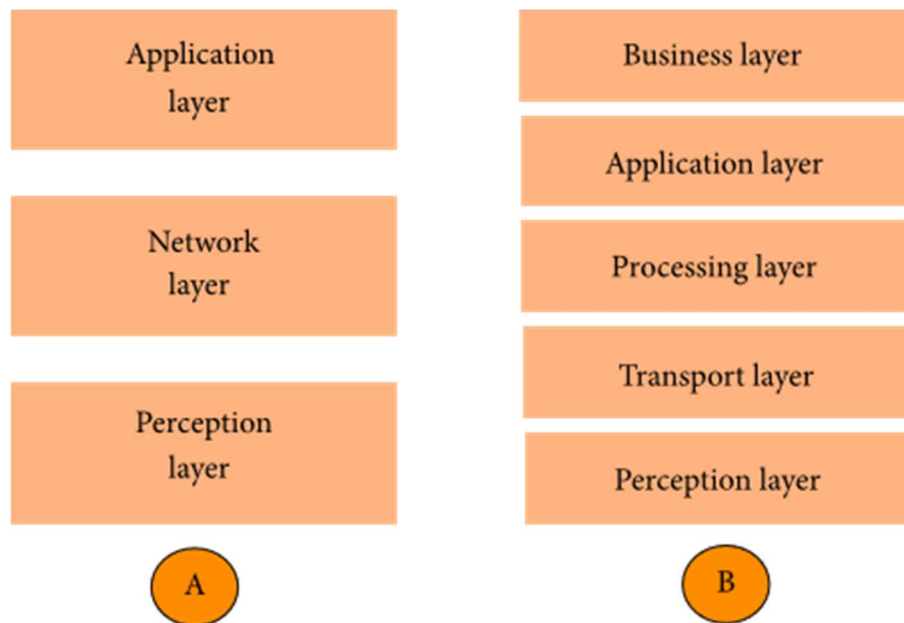 Application
layer
Network
layer
Perception
layer
A
Business layer
Application layer
Processing layer
Transport layer
Perception layer
B